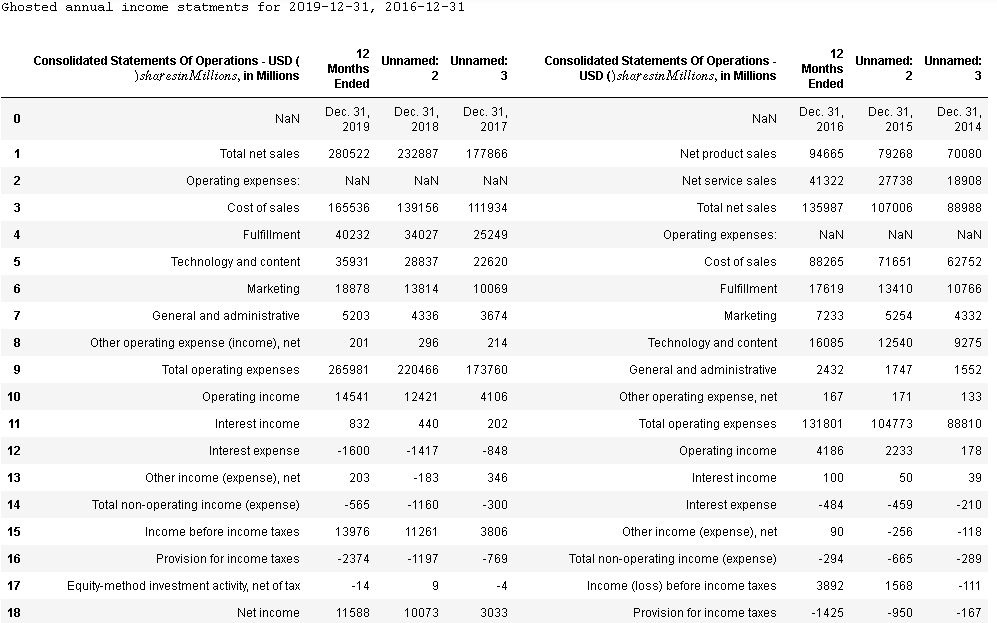 Ghosted annual income statments for 2019-12-31, 2016-12-31
Consolidated Statements Of Operations - USD ( )sharesinMillions, in Millions 12 Months Ended Unnamed: 2 Unnamed: 3 Consolidated Statements Of Operations - USD ()sharesinMillions, in Millions 12 Months Ended Unnamed: 2 Unnamed: 3
0 NaN Dec. 31, 2019 Dec. 31, 2018 Dec. 31, 2017 NaN Dec. 31, 2016 Dec. 31, 2015 Dec. 31, 2014
1 Total net sales 280522 232887 177866 Net product sales 94665 79268 70080
2 Operating expenses: NaN NaN NaN Net service sales 41322 27738 18908
3 Cost of sales 165536 139156 111934 Total net sales 135987 107006 88988
4 Fulfillment 40232 34027 25249 Operating expenses: NaN NaN NaN
5 Technology and content 35931 28837 22620 Cost of sales 88265 71651 62752
6 Marketing 18878 13814 10069 Fulfillment 17619 13410 10766
7 General and administrative 5203 4336 3674 Marketing 7233 5254 4332
8 Other operating expense (income), net 201 296 214 Technology and content 16085 12540 9275
9 Total operating expenses 265981 220466 173760 General and administrative 2432 1747 1552
10 Operating income 14541 12421 4106 Other operating expense, net 167 171 133
11 Interest income 832 440 202 Total operating expenses 131801 104773 88810
12 Interest expense -1600 -1417 -848 Operating income 4186 2233 178
13 Other income (expense), net 203 -183 346 Interest income 100 50 39
14 Total non-operating income (expense) -565 -1160 -300 Interest expense -484 -459 -210
15 Income before income taxes 13976 11261 3806 Other income (expense), net 90 -256 -118
16 Provision for income taxes -2374 -1197 -769 Total non-operating income (expense) -294 -665 -289
17 Equity-method investment activity, net of tax -14 9 -4 Income (loss) before income taxes 3892 1568 -111
18 Net income 11588 10073 3033 Provision for income taxes -1425 -950 -167